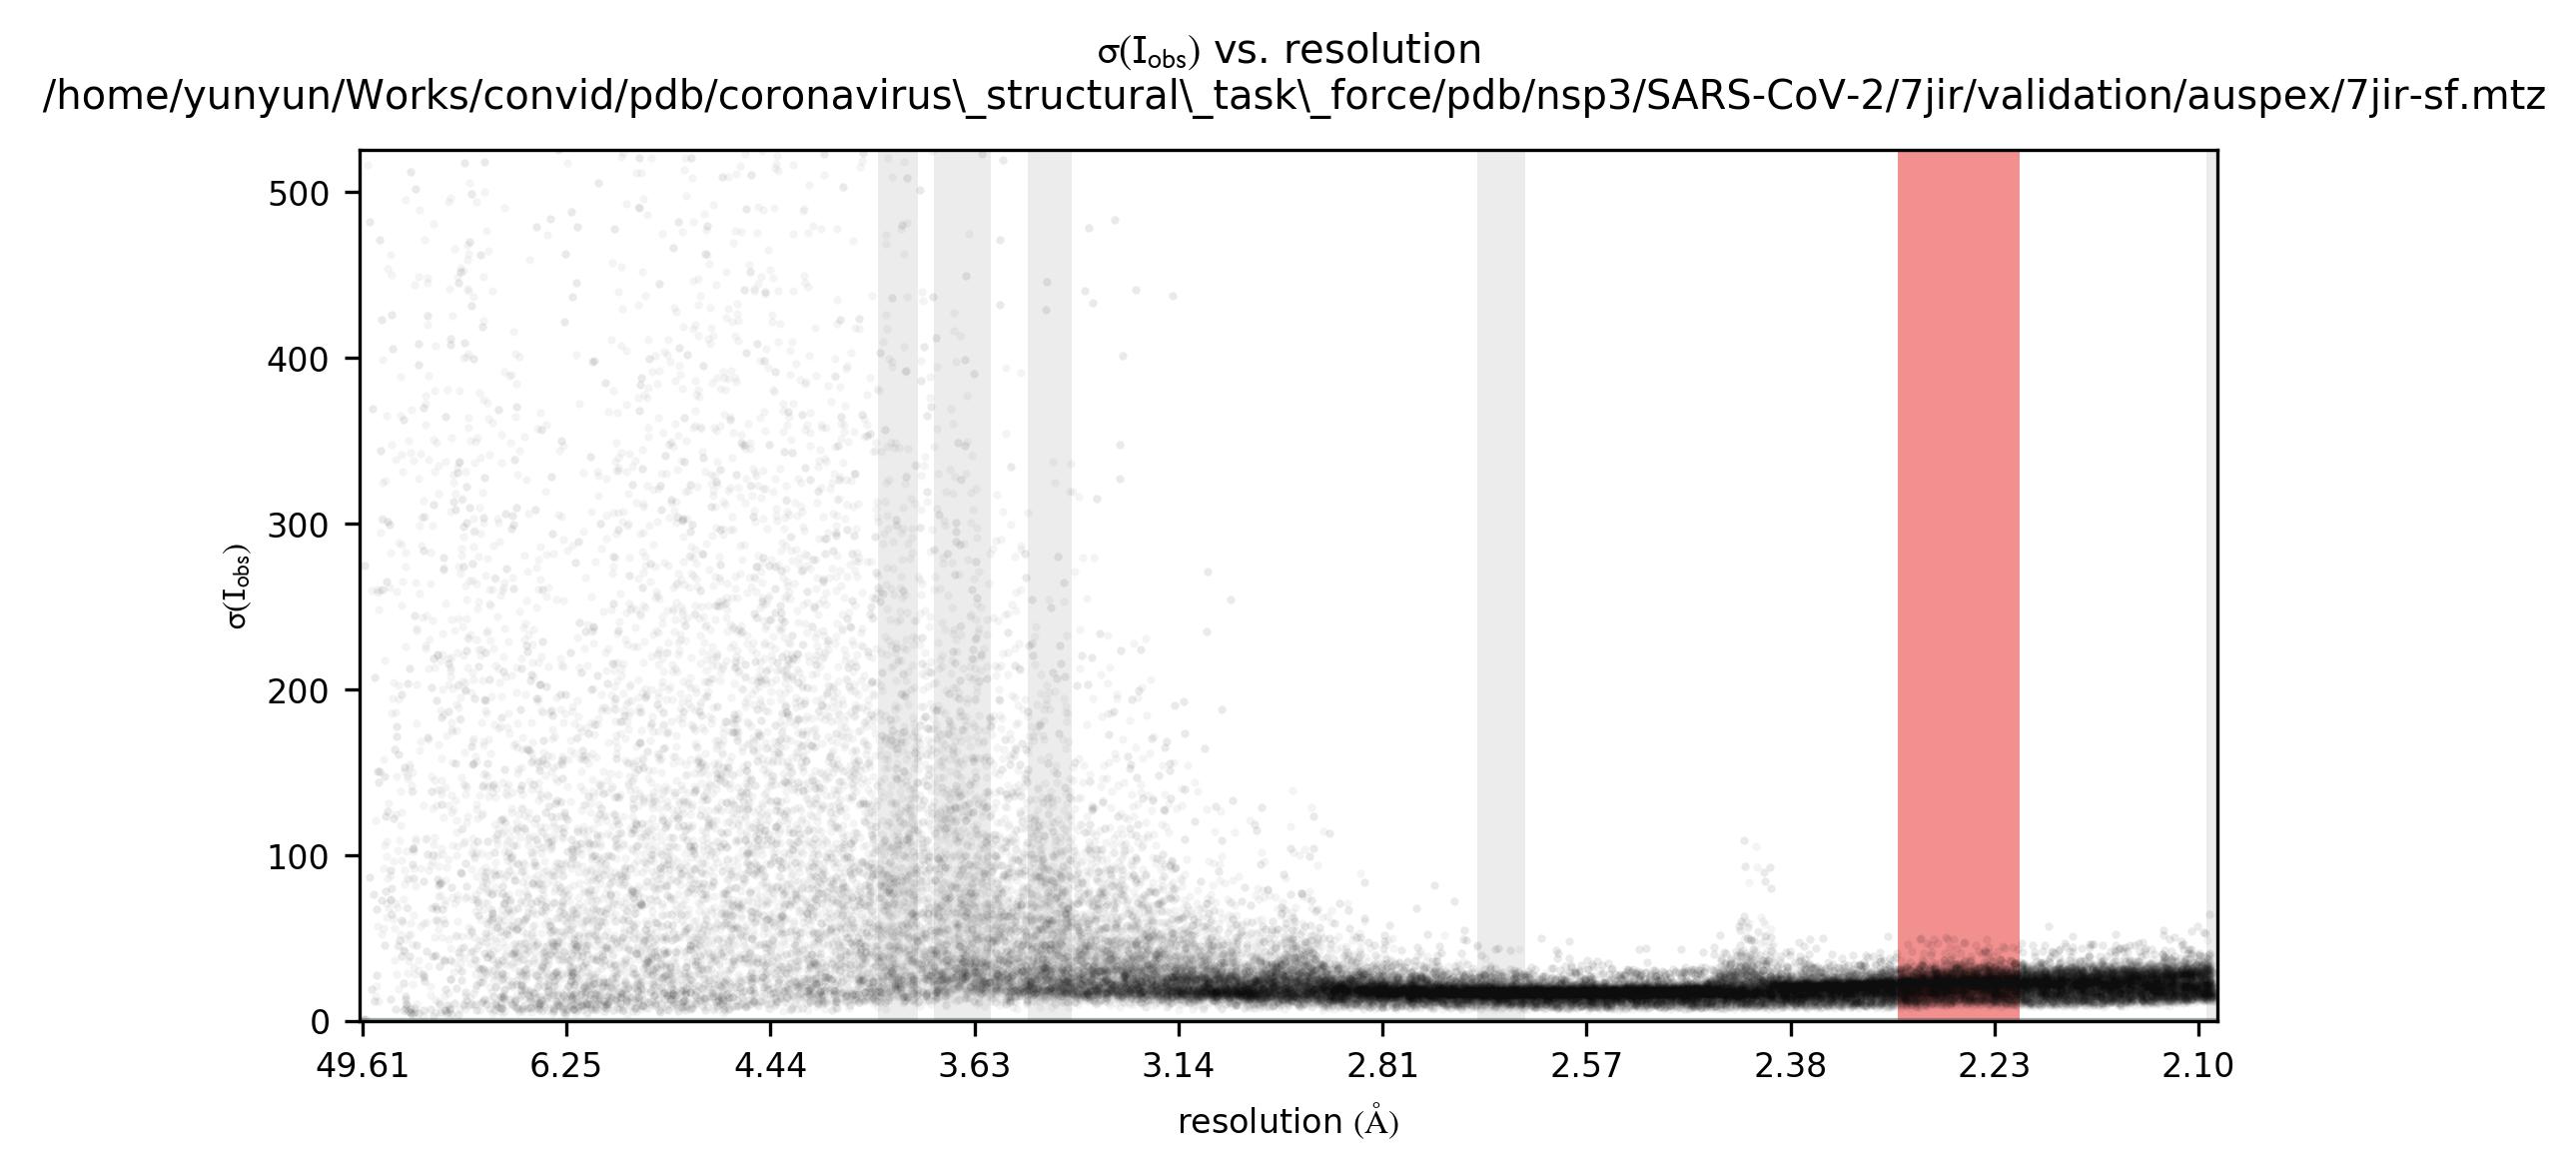 σ(I_obs) vs. resolution
/home/yunyun/Works/convid/pdb/coronavirus\_structural\_task\_force/pdb/nsp3/SARS-CoV-2/7jir/validation/auspex/7jir-sf.mtz
500
400
300
200
100
0
σ(I_obs)
49.61 6.25 4.44 3.63 3.14 2.81 2.57 2.38 2.23 2.10
resolution (Å)